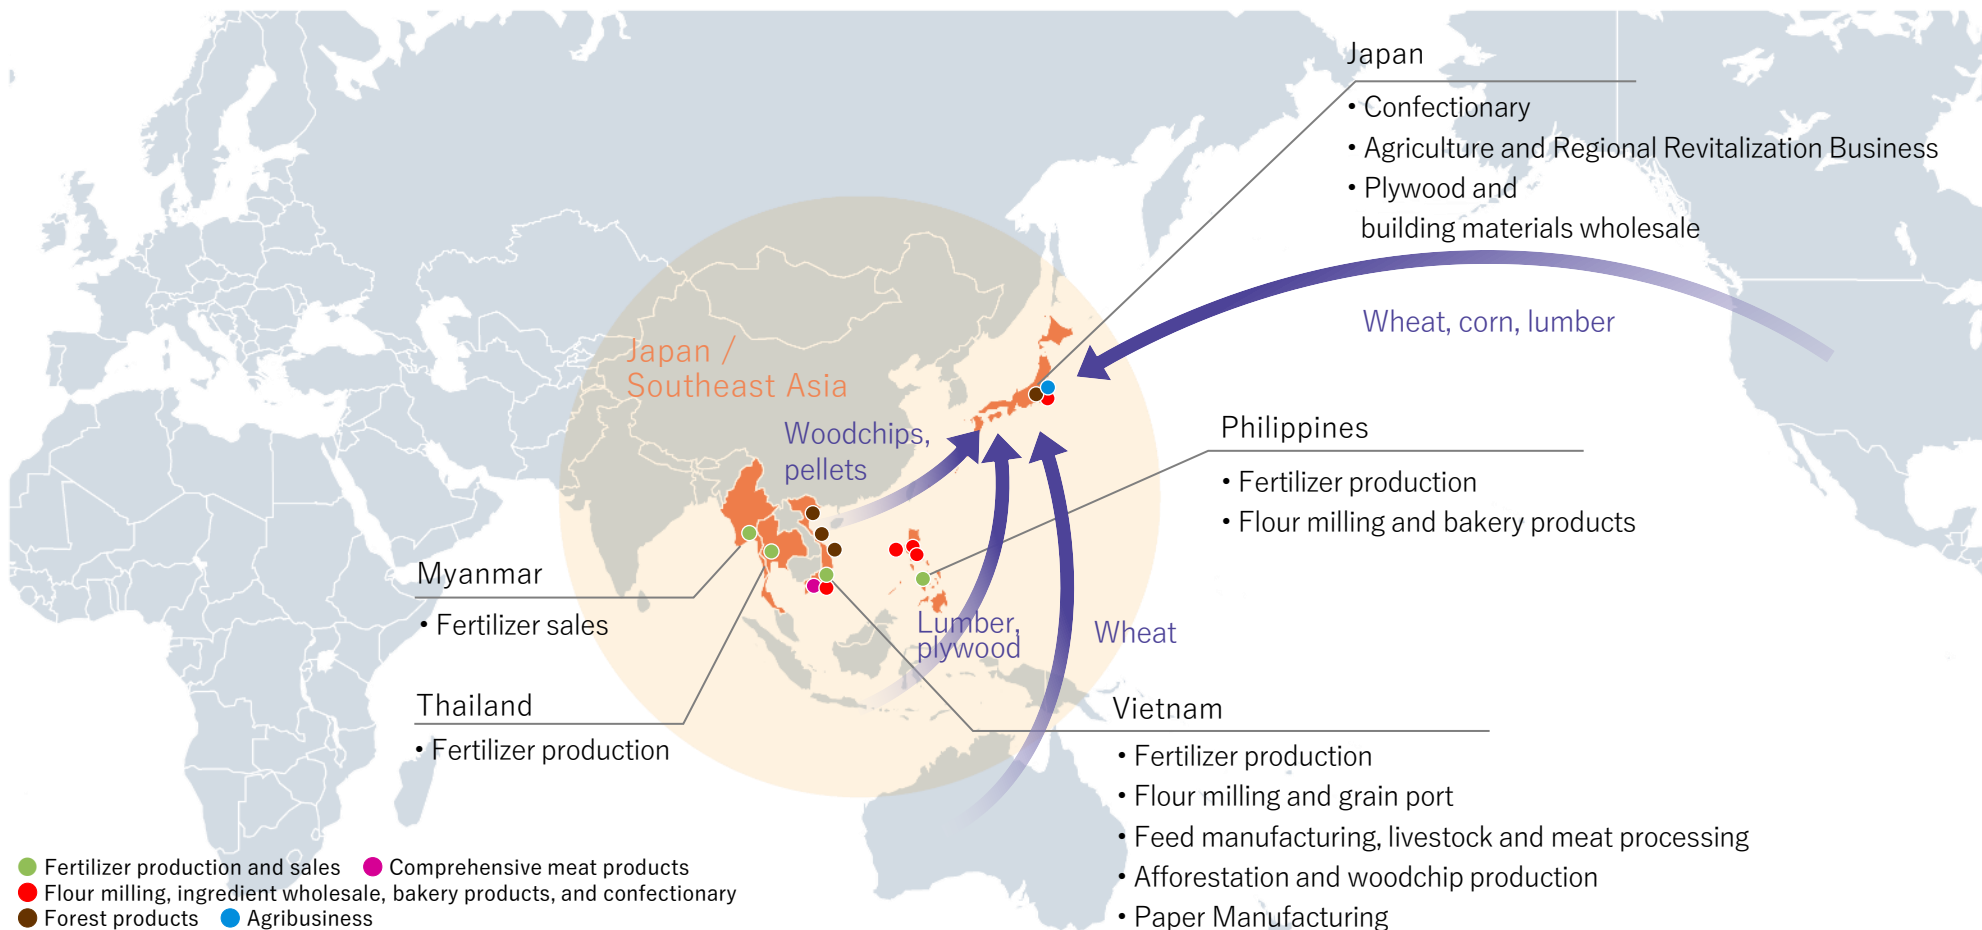 Japan
• Confectionary
• Agriculture and Regional Revitalization Business
• Plywood and
building materials wholesale
Wheat, corn, lumber
Japan /
Southeast Asia
Woodchips,
pellets
Philippines
• Fertilizer production
• Flour milling and bakery products
Myanmar
• Fertilizer sales
Lumber,
plywood
Wheat
Thailand
• Fertilizer production
Vietnam
• Fertilizer production
• Flour milling and grain port
• Feed manufacturing, livestock and meat processing
• Afforestation and woodchip production
• Paper Manufacturing
Fertilizer production and sales Comprehensive meat products
Flour milling, ingredient wholesale, bakery products, and confectionary
Forest products Agribusiness